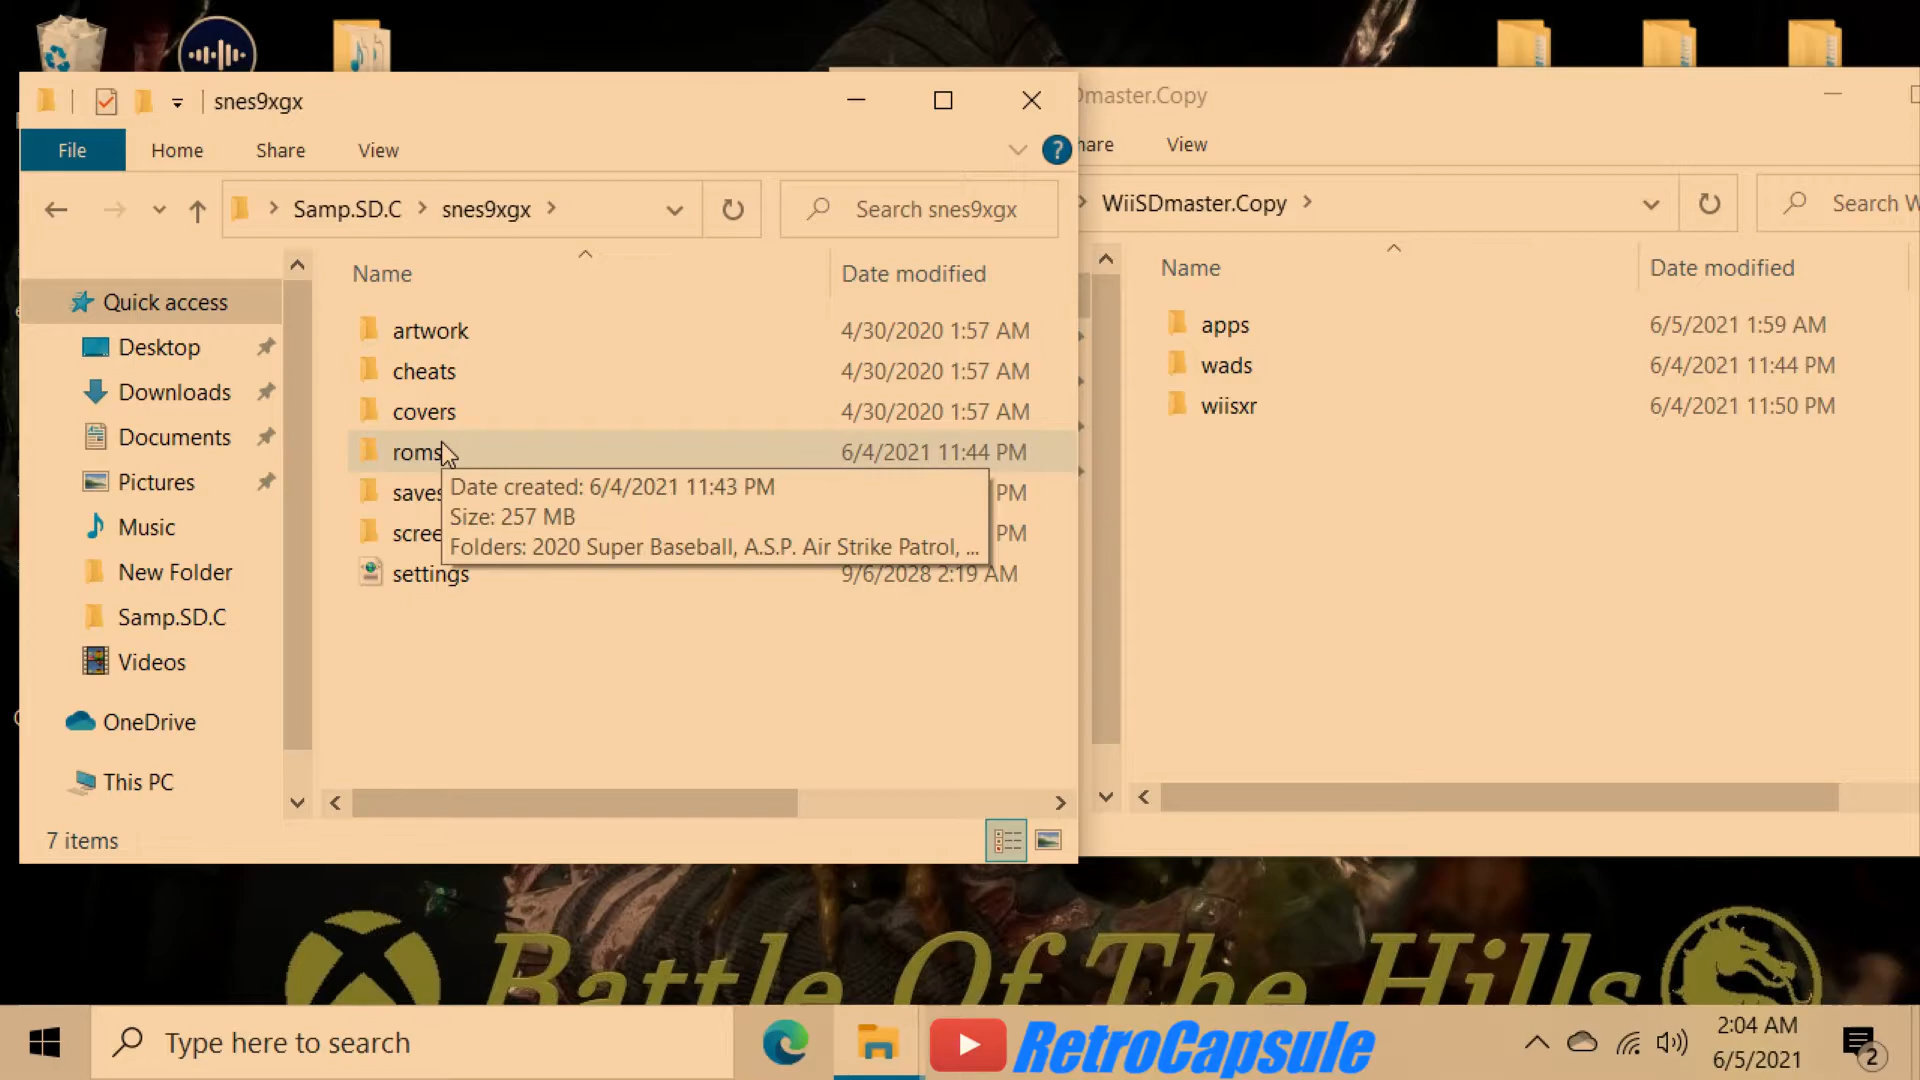 snes9xgx
File
Home
Share
View
Samp.SD.C
snes9xgx
Search snes9xgx
Name
Date modified
Quick access
Desktop
Downloads
Documents
Pictures
Music
New Folder
Samp.SD.C
Videos
OneDrive
This PC
artwork 4/30/2020 1:57 AM
cheats 4/30/2020 1:57 AM
covers 4/30/2020 1:57 AM
roms 6/4/2021 11:44 PM
saves PM
scree PM
settings 9/6/2028 2:19 AM
Date created: 6/4/2021 11:43 PM
Size: 257 MB
Folders: 2020 Super Baseball, A.S.P. Air Strike Patrol, ...
7 items
Dmaster.Copy
hare
View
WiiSDmaster.Copy
Search W
Name
Date modified
apps 6/5/2021 1:59 AM
wads 6/4/2021 11:44 PM
wiisxr 6/4/2021 11:50 PM
Battle Of The Hills
Type here to search
RetroCapsule
2:04 AM
6/5/2021
2